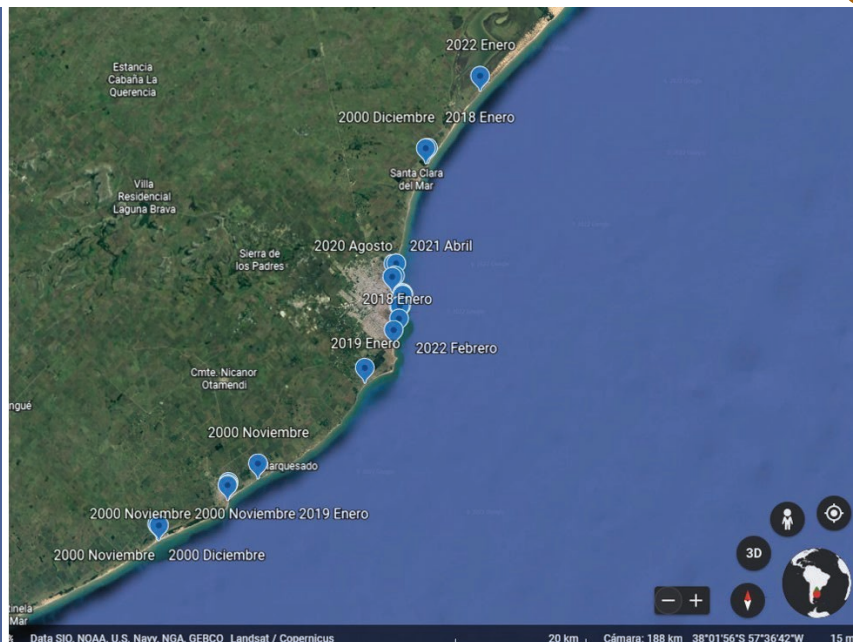 2022 Enero
Estancia
Cabaña La
Querencia
2000 Diciembre 2018 Enero
Santa Clara
del Mar
Villa
Residencial
Laguna Brava
2020 Agosto 2021 Abril
Sierra de
los Padres
2018 Enero
2019 Enero
2022 Febrero
Cmte. Nicanor
Otamendi
2000 Noviembre
2000 Noviembre 2000 Noviembre 2019 Enero
2000 Noviembre 2000 Diciembre
3D
Mar
Data SIO, NOAA, U.S. Navy, NGA, GEBCO Landsat / Copernicus
20 km
Cámara: 188 km 38°01'56"S 57°36'42"W
15 m